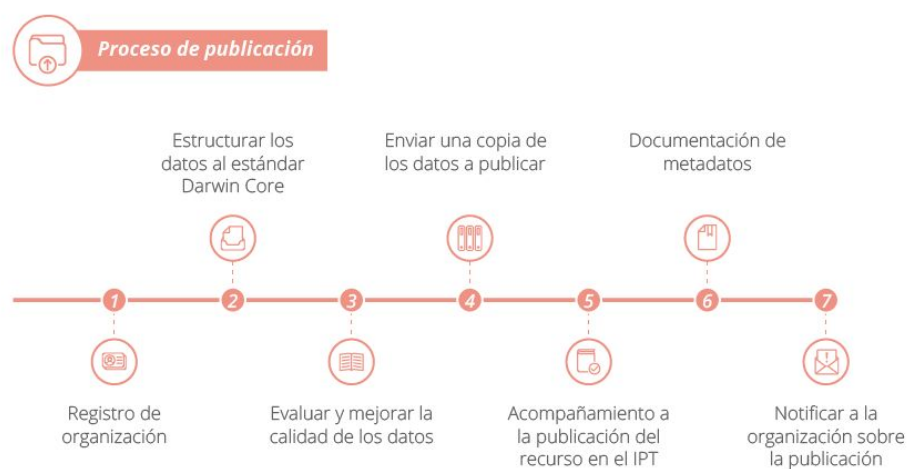 Proceso de publicación
Estructurar los
datos al estándar
Darwin Core
Enviar una copia de
los datos a publicar
Documentación de
metadatos
1 2 3 4 5 6 7
Registro de
organización
Evaluar y mejorar la
calidad de los datos
Acompañamiento a
la publicación del
recurso en el IPT
Notificar a la
organización sobre
la publicación